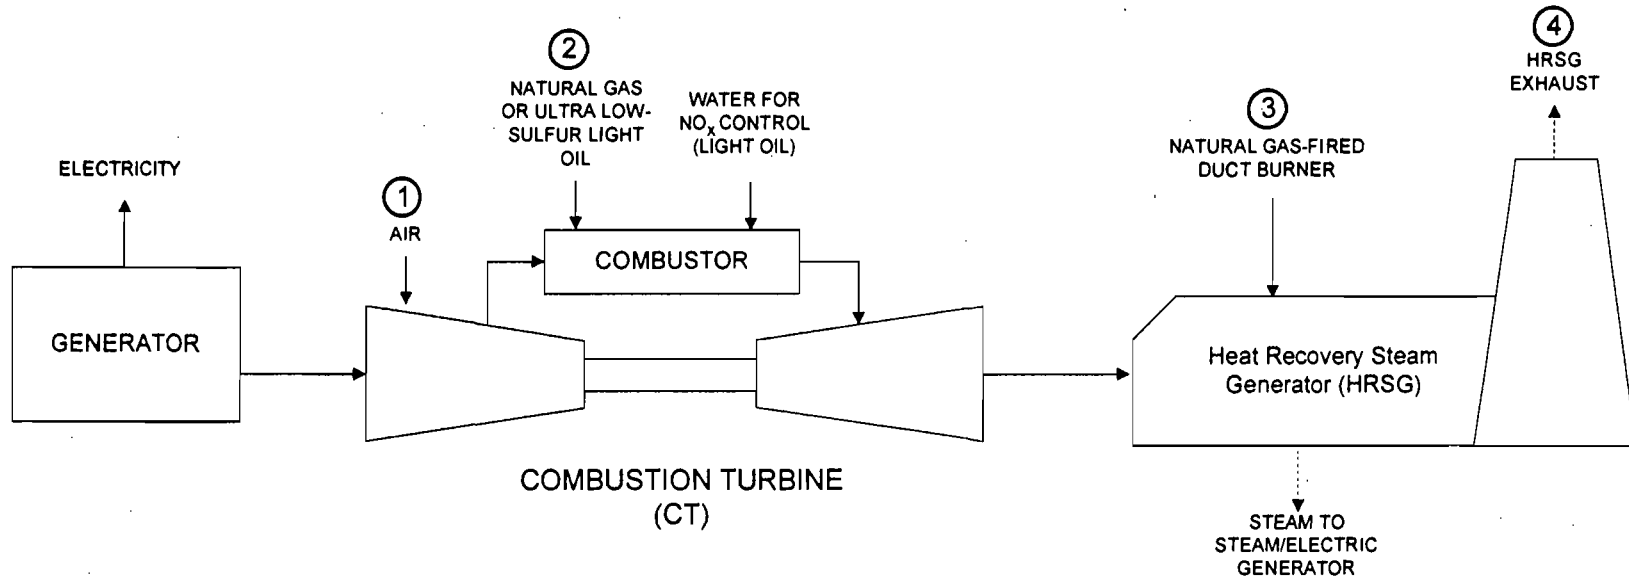 4
HRSG
EXHAUST
2
NATURAL GAS
OR ULTRA LOW-
SULFUR LIGHT
OIL
WATER FOR
NOx CONTROL
(LIGHT OIL)
3
NATURAL GAS-FIRED
DUCT BURNER
ELECTRICITY
1
AIR
COMBUSTOR
GENERATOR
Heat Recovery Steam
Generator (HRSG)
COMBUSTION TURBINE
(CT)
STEAM TO
STEAM/ELECTRIC
GENERATOR